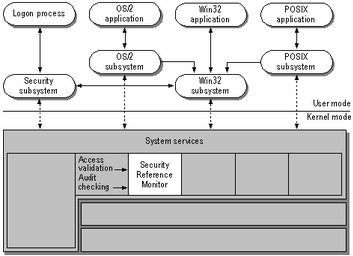 Logon process
OS/2
application
Win32
application
POSIX
application
OS/2
subsystem
POSIX
subsystem
Security
subsystem
Win32
subsystem
User mode
Kernel mode
System services
Access
validation
Audit
checking
Security
Reference
Monitor